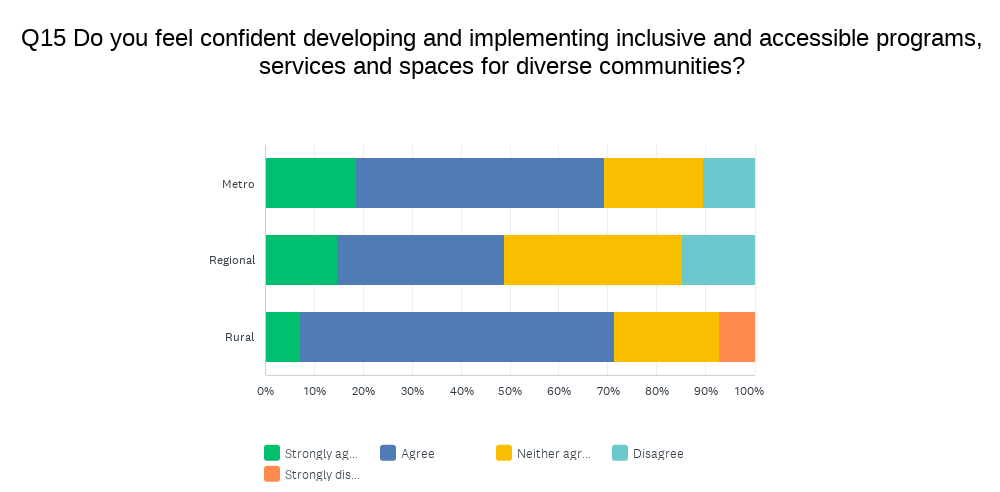 Q15 Do you feel confident developing and implementing inclusive and accessible programs,
services and spaces for diverse communities?
Metro
Regional
Rural
0% 10% 20% 30% 40% 50% 60% 70% 80% 90% 100%
Strongly ag... Agree Neither agr... Disagree
Strongly dis...